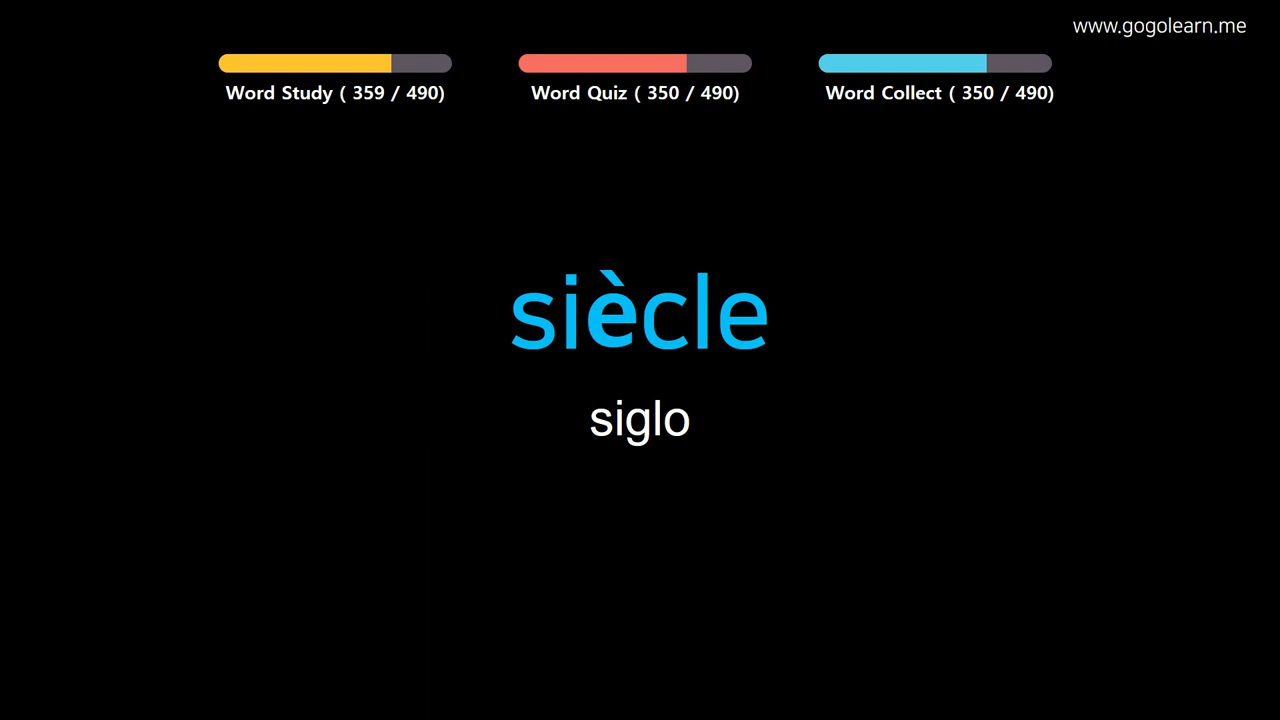 www.gogolearn.me
Word Study ( 359 / 490)
Word Quiz ( 350 / 490)
Word Collect ( 350 / 490)
siècle
siglo